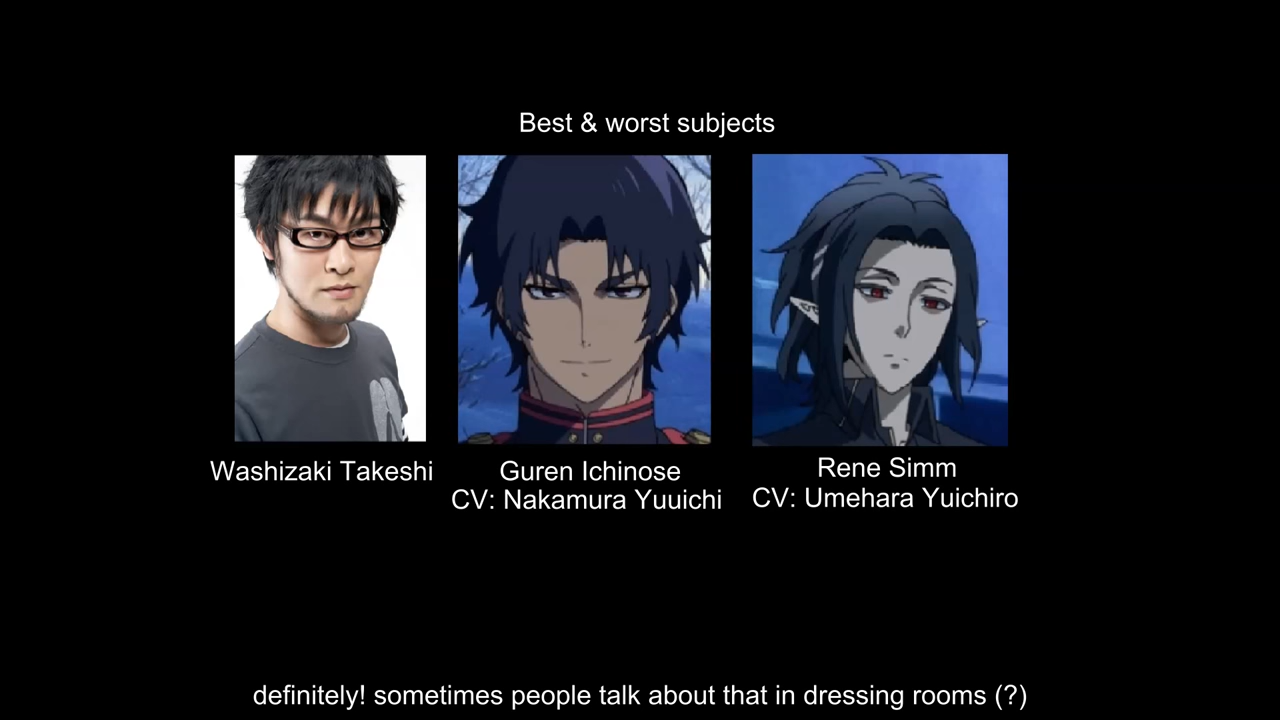 Best & worst subjects
Washizaki Takeshi
Guren Ichinose
CV: Nakamura Yuuichi
Rene Simm
CV: Umehara Yuichiro
definitely! sometimes people talk about that in dressing rooms (?)